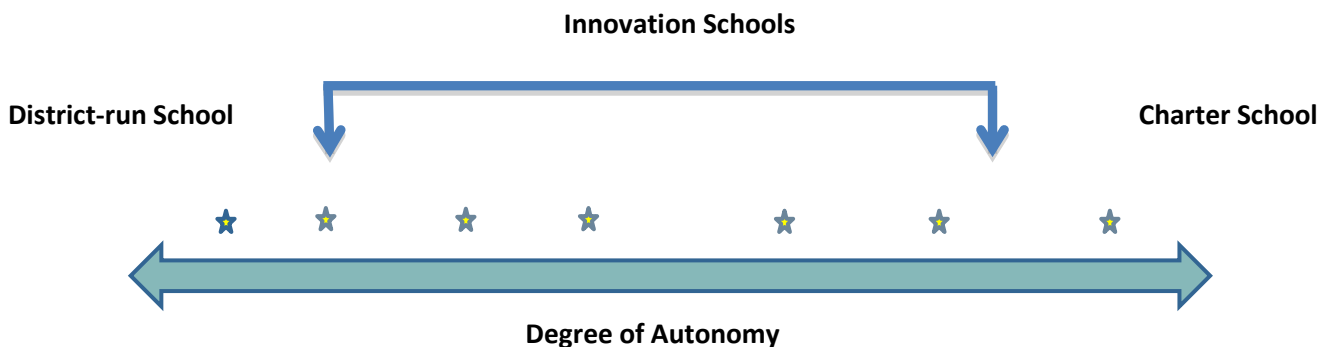 Innovation Schools
District-run School
Charter School
Degree of Autonomy